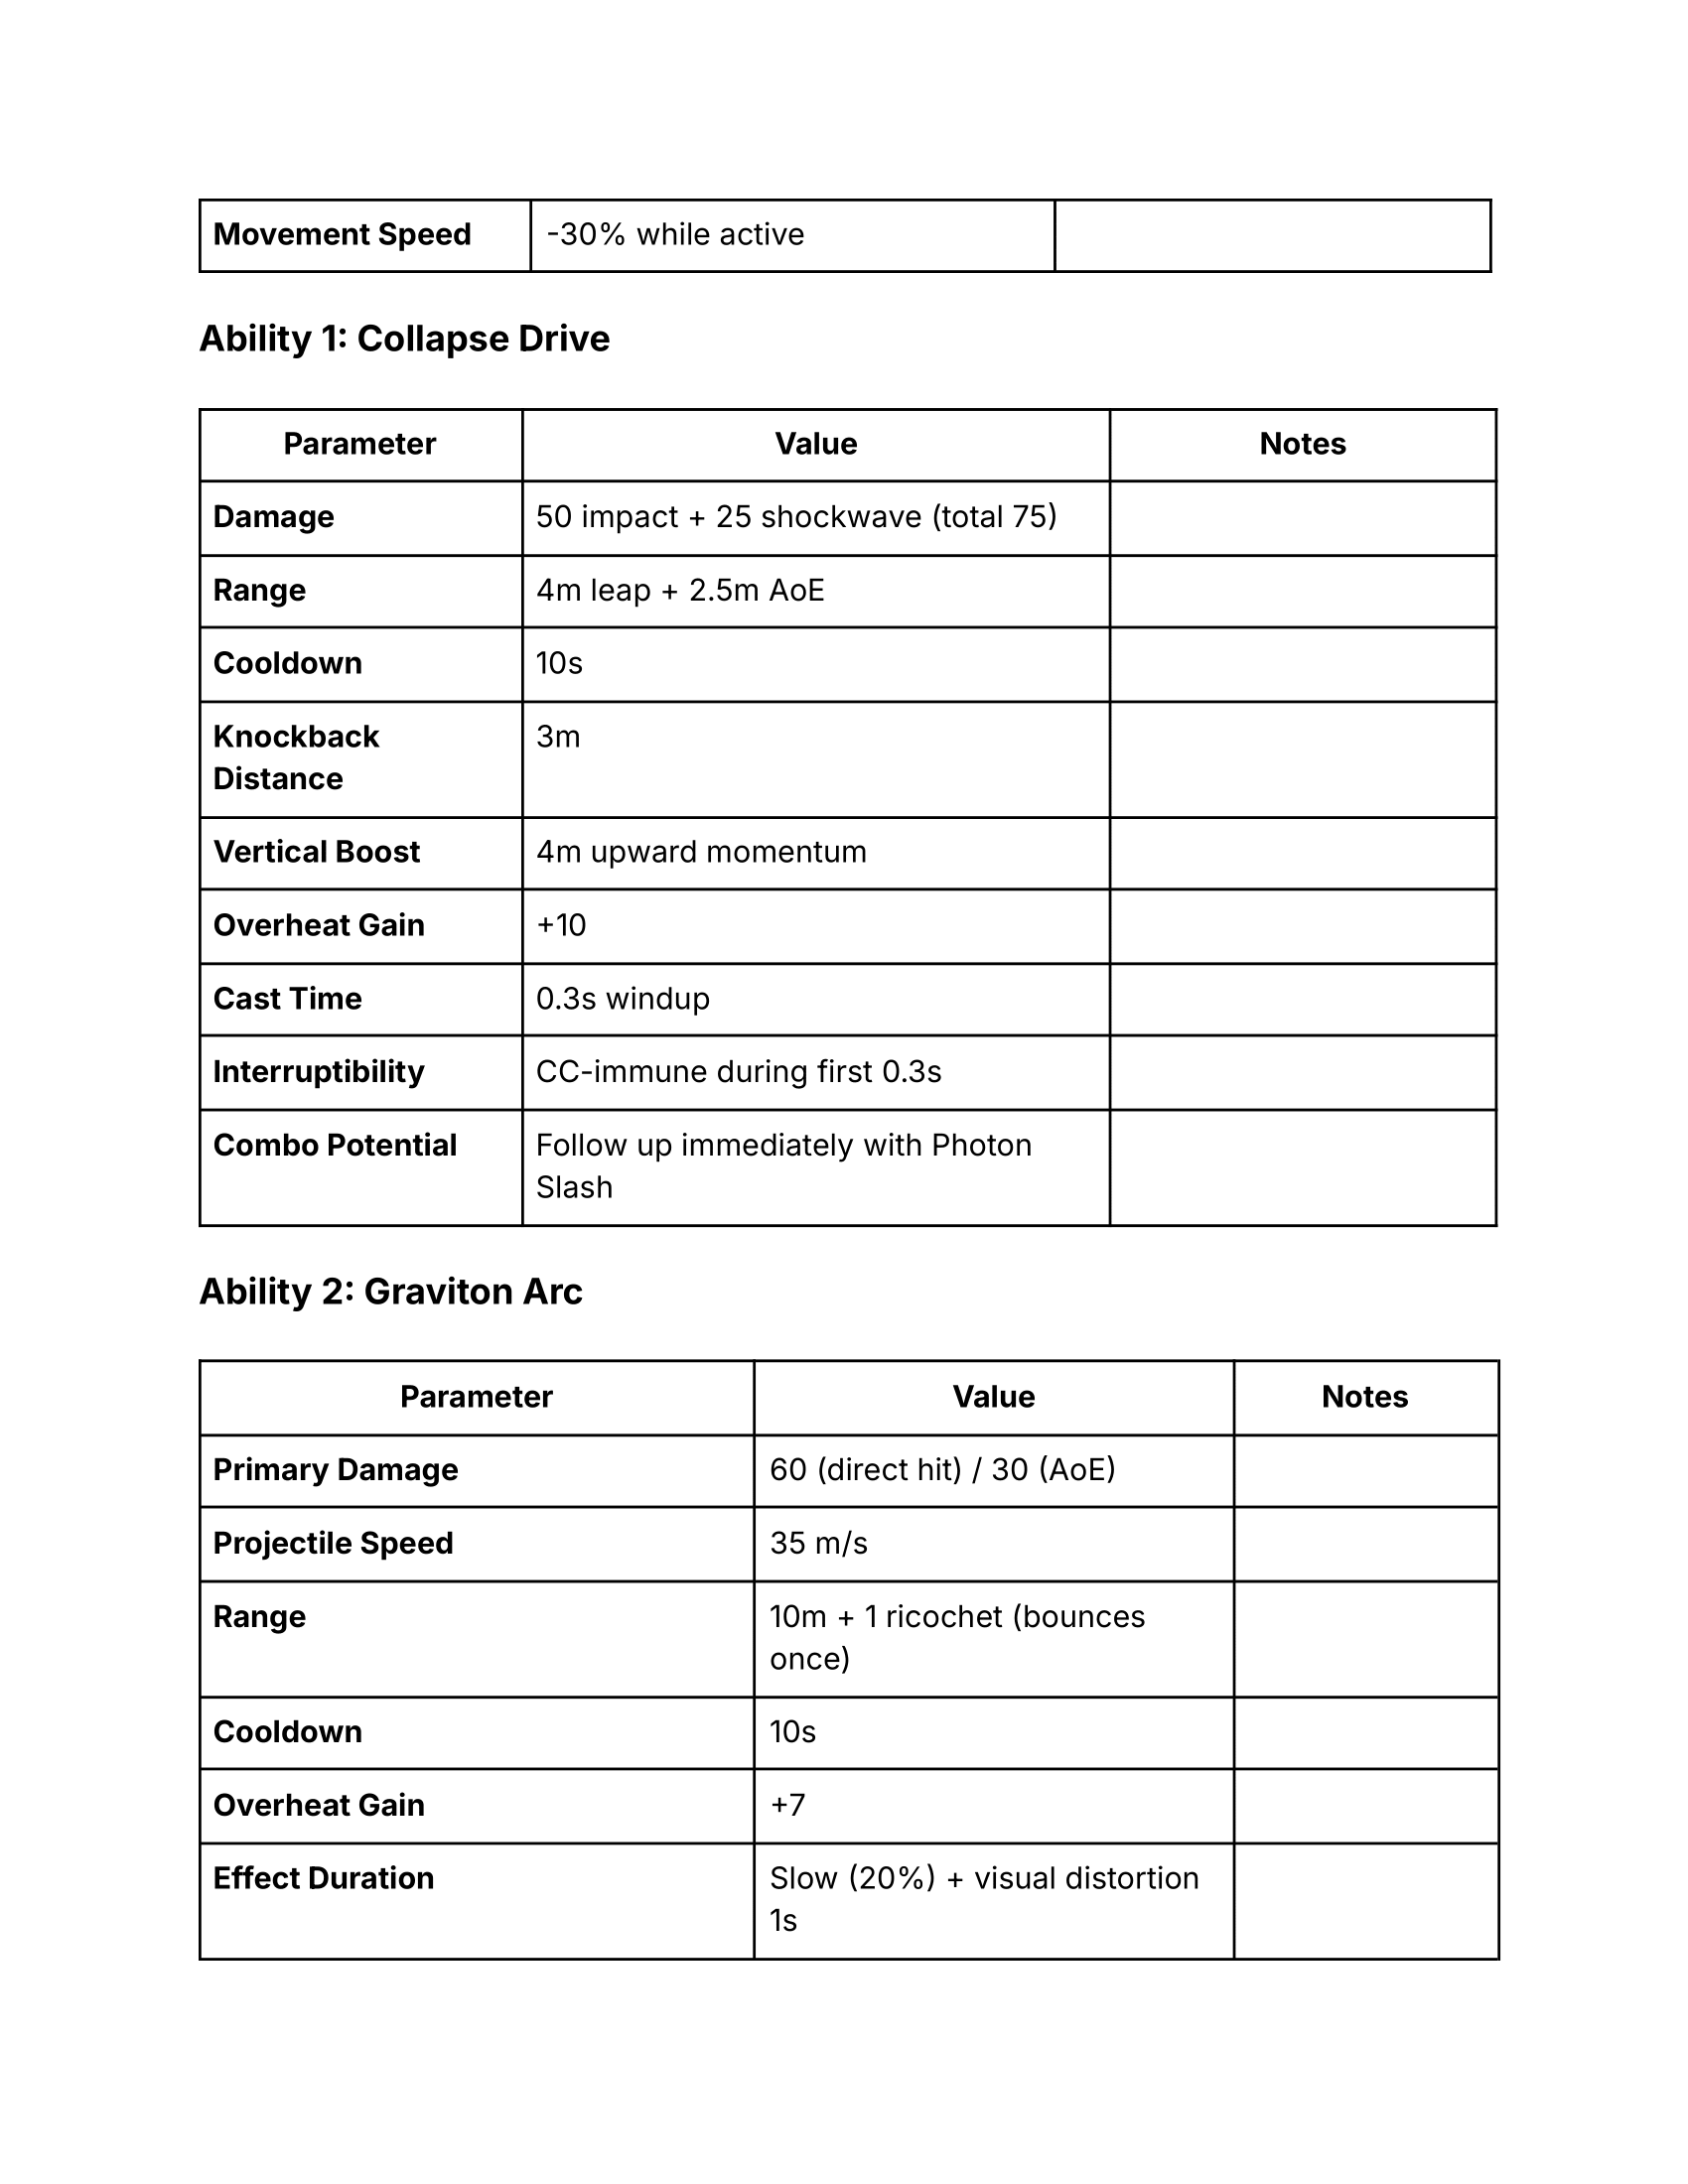 Movement Speed -30% while active
Ability 1: Collapse Drive
Parameter Value Notes
Damage 50 impact + 25 shockwave (total 75)
Range 4m leap + 2.5m AoE
Cooldown 10s
Knockback 3m
Distance
Vertical Boost 4m upward momentum
Overheat Gain +10
Cast Time 0.3s windup
Interruptibility CC-immune during first 0.3s
Combo Potential Follow up immediately with Photon
Slash
Ability 2: Graviton Arc
Parameter Value Notes
Primary Damage 60 (direct hit) / 30 (AoE)
Projectile Speed 35 m/s
Range 10m + 1 ricochet (bounces
once)
Cooldown 10s
Overheat Gain +7
Effect Duration Slow (20%) + visual distortion
1s